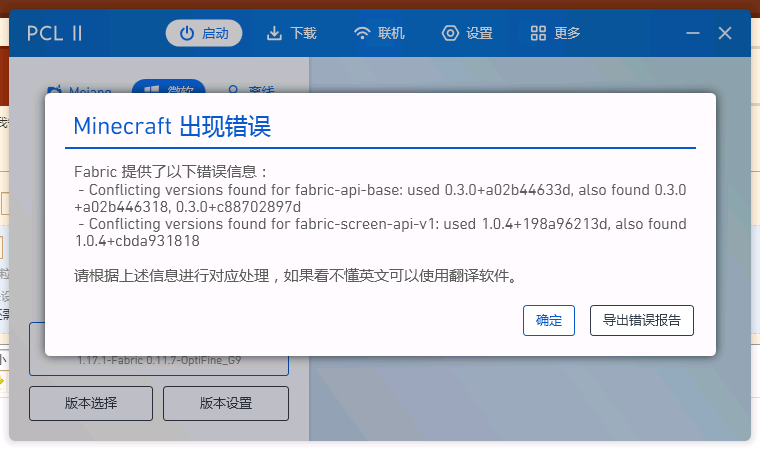 PCL II
启动
下载
联机
设置
更多
Mojang
微软
离线
Minecraft 出现错误
Fabric 提供了以下错误信息：
- Conflicting versions found for fabric-api-base: used 0.3.0+a02b44633d, also found 0.3.0
+a02b446318, 0.3.0+c88702897d
- Conflicting versions found for fabric-screen-api-v1: used 1.0.4+198a96213d, also found
1.0.4+cbda931818
请根据上述信息进行对应处理，如果看不懂英文可以使用翻译软件。
确定
导出错误报告
1.17.1-Fabric 0.11.7-OptiFine_G9
版本选择
版本设置